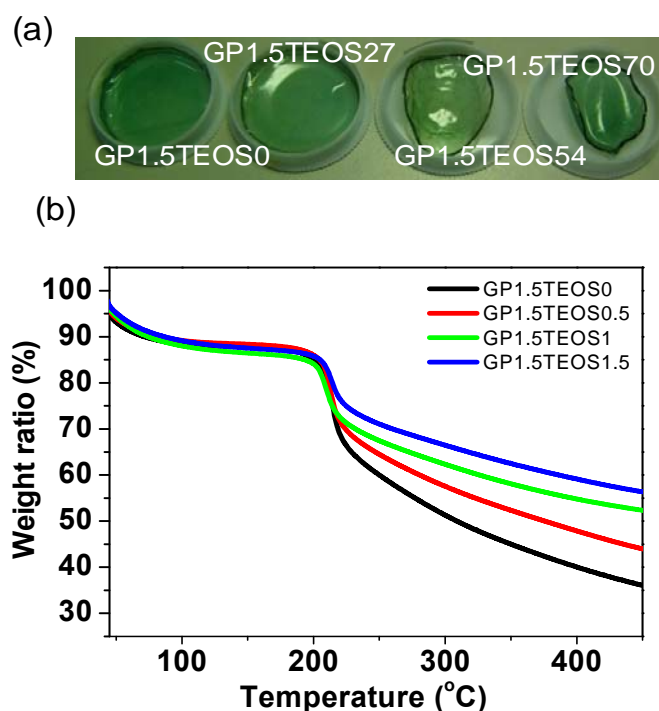 (a)
GP1.5TEOS27
GP1.5TEOS70
GP1.5TEOS0
GP1.5TEOS54
(b)
GP1.5TEOS0
GP1.5TEOS0.5
GP1.5TEOS1
GP1.5TEOS1.5
100
90
80
70
60
50
40
30
Weight ratio (%)
100 200 300 400
Temperature (°C)